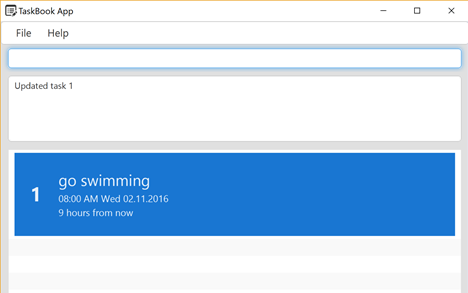 TaskBook App
File Help
Updated task 1
1
go swimming
08:00 AM Wed 02.11.2016
9 hours from now